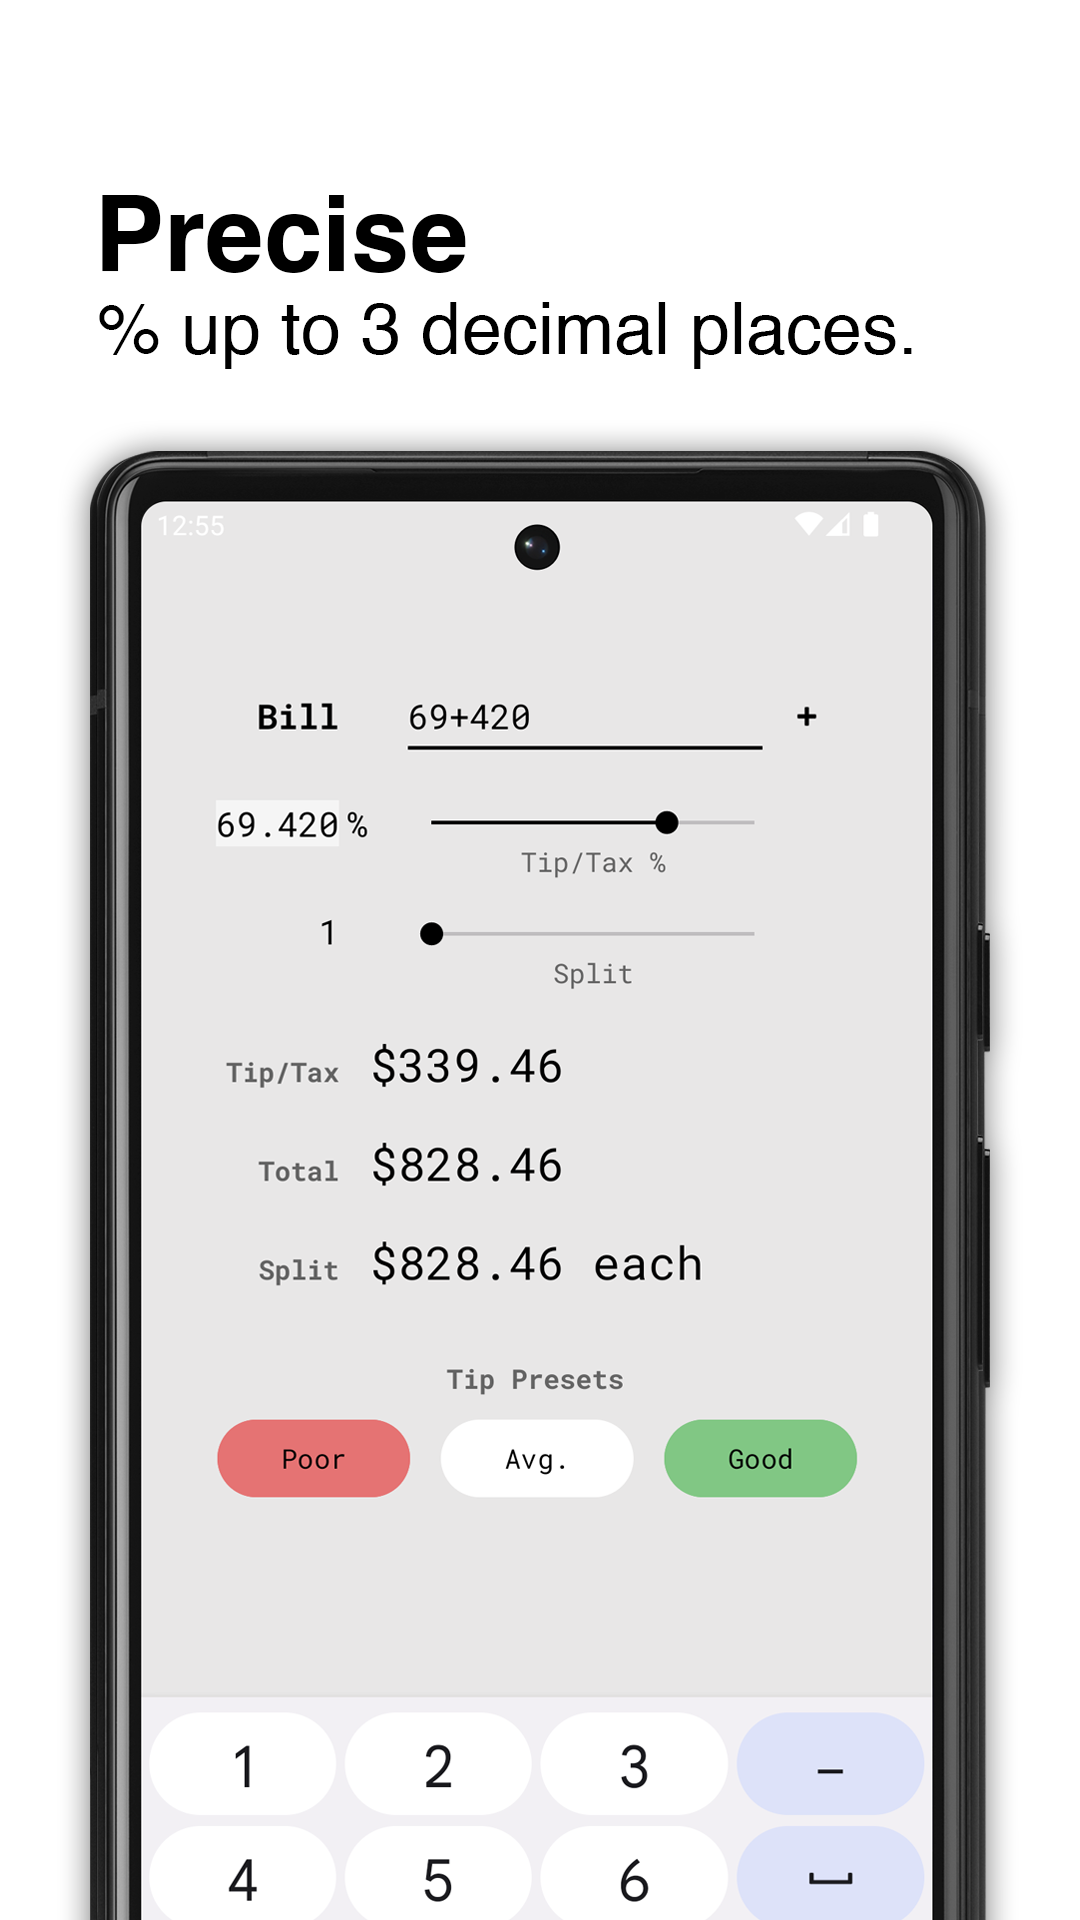 Precise
% up to 3 decimal places.
12:55
Bill 69+420 +
69.420 %
Tip/Tax %
1
Split
Tip/Tax $339.46
Total $828.46
Split $828.46 each
Tip Presets
Poor Avg. Good
1 2 3 –
4 5 6